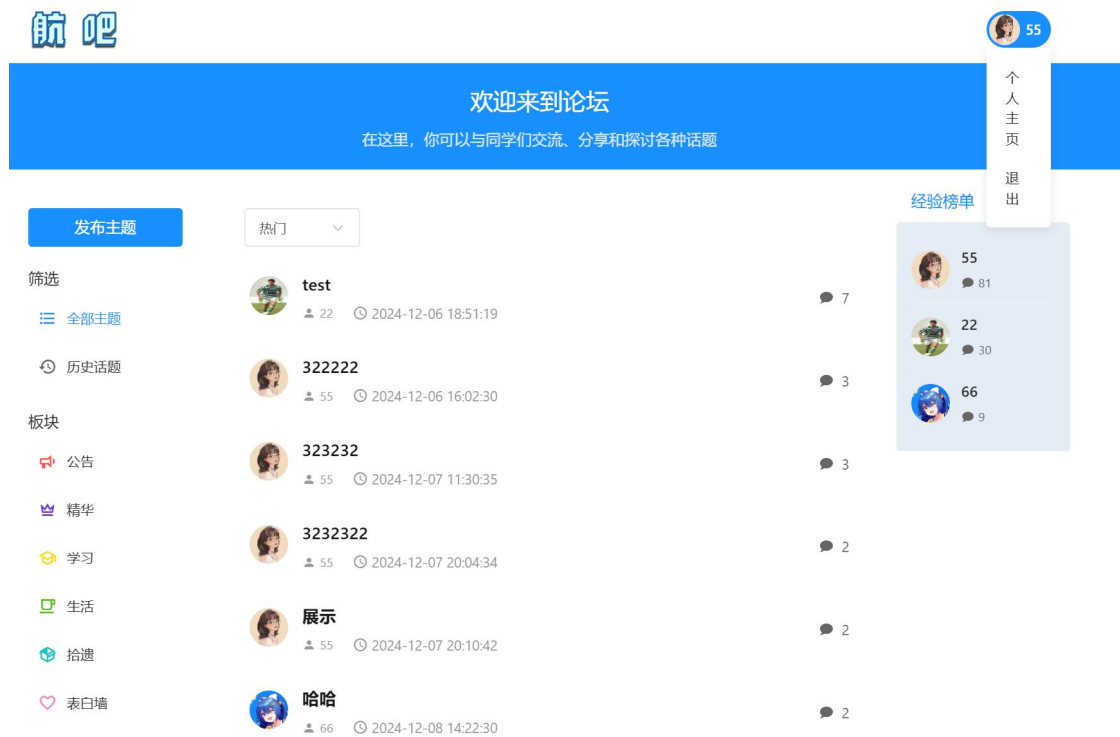 航 吧
55
个
人
主
页
退
出
欢迎来到论坛
在这里，你可以与同学们交流、分享和探讨各种话题
发布主题
筛选
全部主题
历史话题
板块
公告
精华
学习
生活
拾遗
表白墙
热门
test
22 2024-12-06 18:51:19
7
322222
55 2024-12-06 16:02:30
3
323232
55 2024-12-07 11:30:35
3
3232322
55 2024-12-07 20:04:34
2
展示
55 2024-12-07 20:10:42
2
哈哈
66 2024-12-08 14:22:30
2
经验榜单
55
81
22
30
66
9